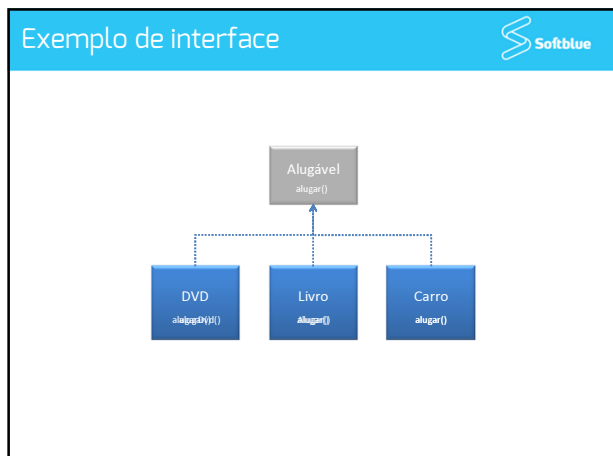 Exemplo de interface
Softblue
Alugável
alugar()
DVD
Livro
Carro
alugar()